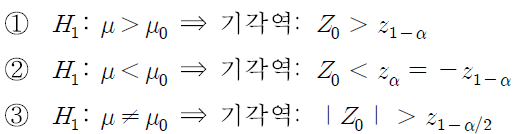 ① H₁: μ > μ₀ ⇒ 기각역: Z₀ > z₁₋α
② H₁: μ < μ₀ ⇒ 기각역: Z₀ < zα = −z₁₋α
③ H₁: μ ≠ μ₀ ⇒ 기각역: | Z₀ | > z₁₋α/₂